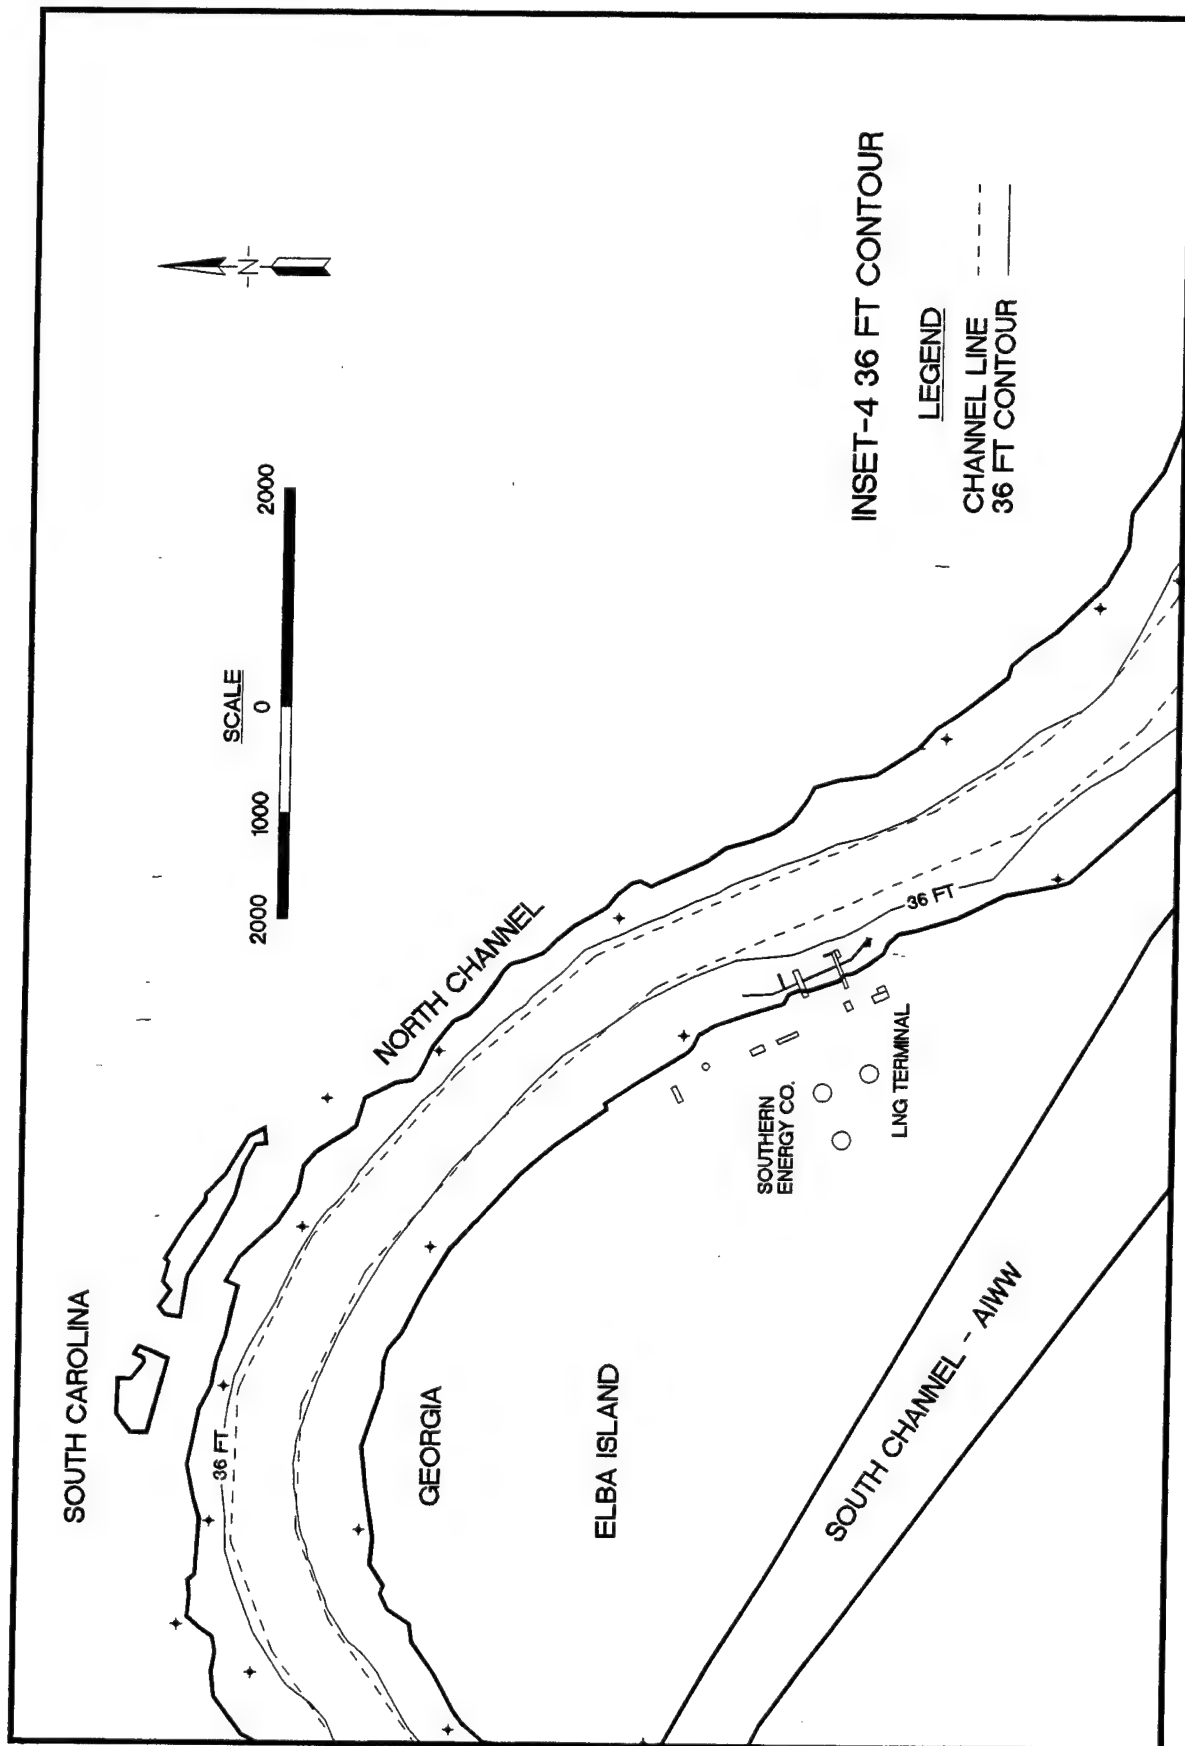 SOUTH CAROLINA
36 FT
GEORGIA
ELBA ISLAND
SOUTH CHANNEL - AIWW
NORTH CHANNEL
SCALE
2000 1000 0 2000
N
SOUTHERN
ENERGY CO.
LNG TERMINAL
36 FT
INSET-4 36 FT CONTOUR
LEGEND
CHANNEL LINE
36 FT CONTOUR